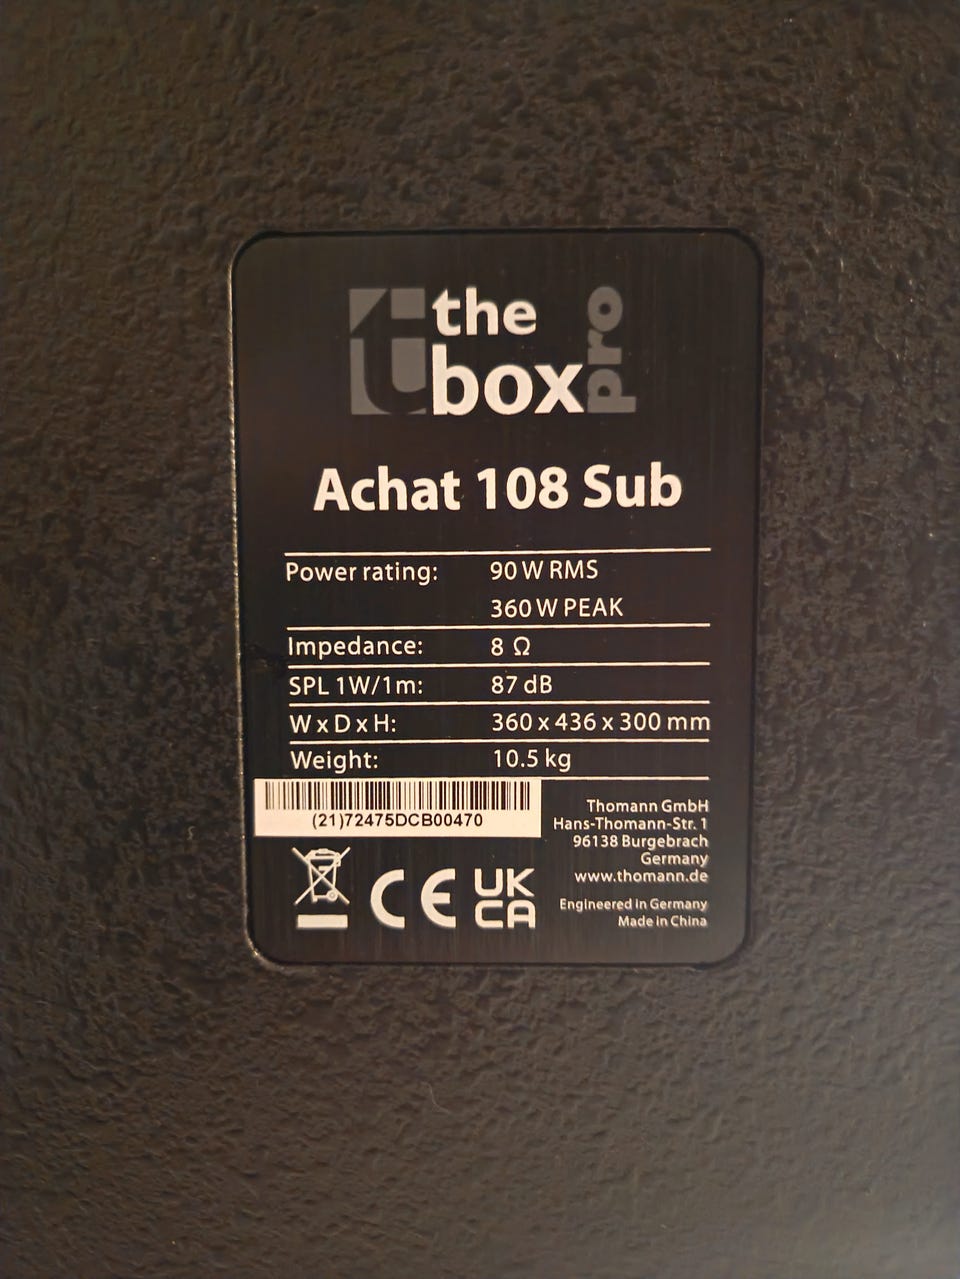 the
box pro
Achat 108 Sub
Power rating: 90 W RMS
360 W PEAK
Impedance: 8 Ω
SPL 1W/1m: 87 dB
W x D x H: 360 x 436 x 300 mm
Weight: 10.5 kg
(21)72475DCB00470
Thomann GmbH
Hans-Thomann-Str. 1
96138 Burgebrach
Germany
www.thomann.de
CE UK
CA
Engineered in Germany
Made in China